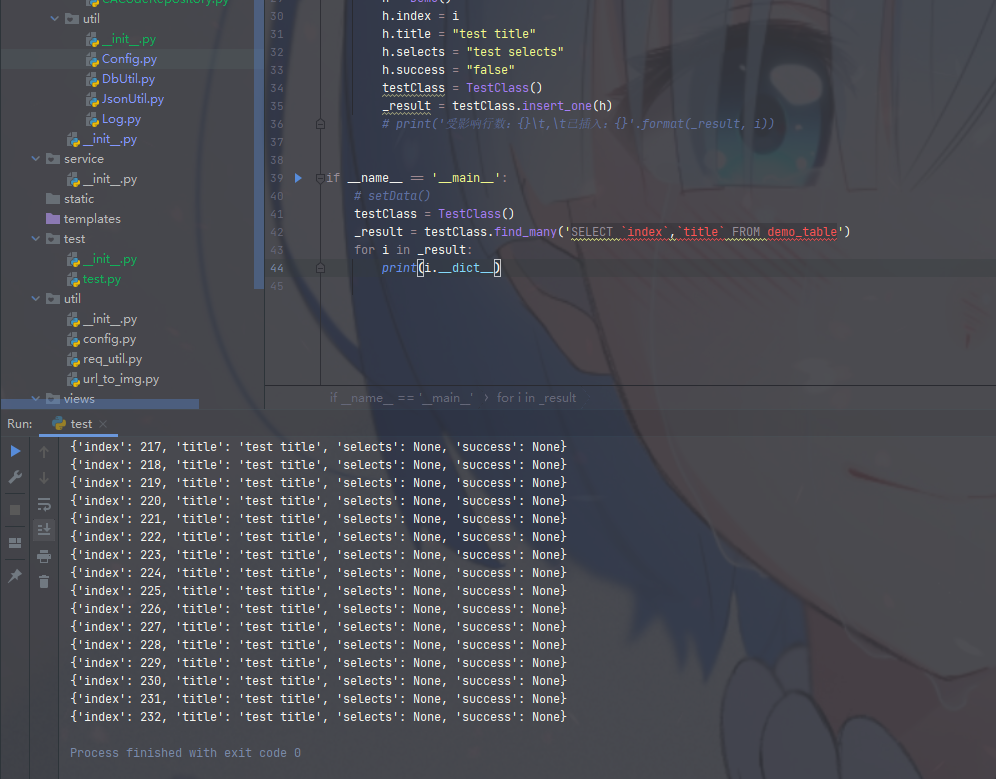 CACodeRepository.py
util
__init__.py
Config.py
DbUtil.py
JsonUtil.py
Log.py
__init__.py
service
__init__.py
static
templates
test
__init__.py
test.py
util
__init__.py
config.py
req_util.py
url_to_img.py
views
30 h.index = i
31 h.title = "test title"
32 h.selects = "test selects"
33 h.success = "false"
34 testClass = TestClass()
35 _result = testClass.insert_one(h)
36 # print('受影响行数：{}\t,\t已插入：{}'.format(_result, i))
37
38
39 if __name__ == '__main__':
40 # setData()
41 testClass = TestClass()
42 _result = testClass.find_many('SELECT `index`,`title` FROM demo_table')
43 for i in _result:
44 print(i.__dict__)
45
if __name__ == '__main__' › for i in _result
Run: test
{'index': 217, 'title': 'test title', 'selects': None, 'success': None}
{'index': 218, 'title': 'test title', 'selects': None, 'success': None}
{'index': 219, 'title': 'test title', 'selects': None, 'success': None}
{'index': 220, 'title': 'test title', 'selects': None, 'success': None}
{'index': 221, 'title': 'test title', 'selects': None, 'success': None}
{'index': 222, 'title': 'test title', 'selects': None, 'success': None}
{'index': 223, 'title': 'test title', 'selects': None, 'success': None}
{'index': 224, 'title': 'test title', 'selects': None, 'success': None}
{'index': 225, 'title': 'test title', 'selects': None, 'success': None}
{'index': 226, 'title': 'test title', 'selects': None, 'success': None}
{'index': 227, 'title': 'test title', 'selects': None, 'success': None}
{'index': 228, 'title': 'test title', 'selects': None, 'success': None}
{'index': 229, 'title': 'test title', 'selects': None, 'success': None}
{'index': 230, 'title': 'test title', 'selects': None, 'success': None}
{'index': 231, 'title': 'test title', 'selects': None, 'success': None}
{'index': 232, 'title': 'test title', 'selects': None, 'success': None}
Process finished with exit code 0